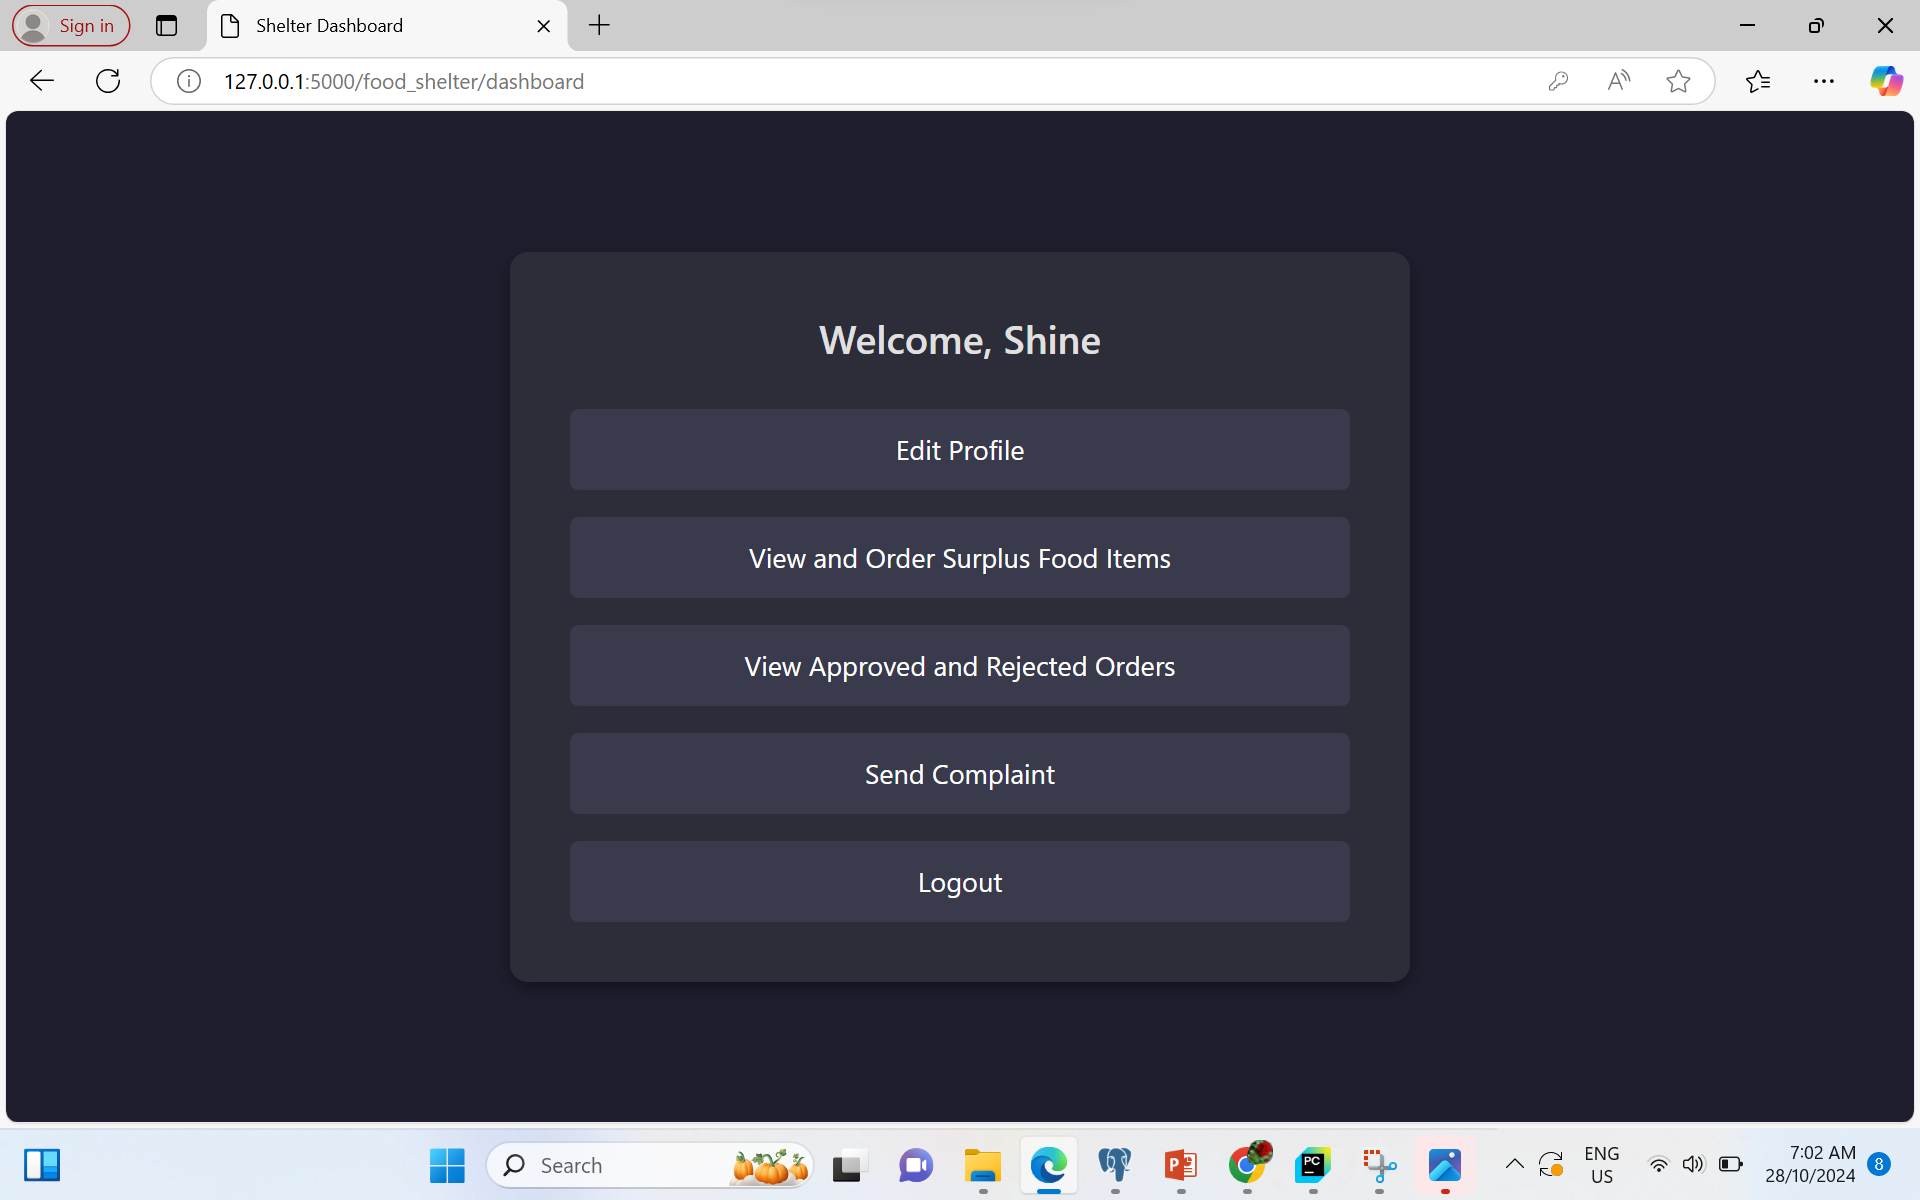 Sign in
Shelter Dashboard
127.0.0.1:5000/food_shelter/dashboard
Welcome, Shine
Edit Profile
View and Order Surplus Food Items
View Approved and Rejected Orders
Send Complaint
Logout
Search
PC
ENG
US
7:02 AM
28/10/2024
8